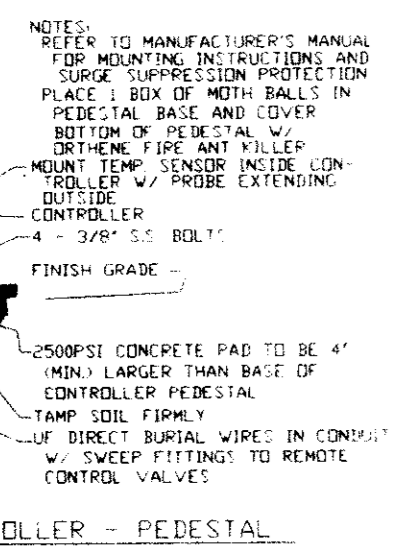 NOTES:
REFER TO MANUFACTURER'S MANUAL
FOR MOUNTING INSTRUCTIONS AND
SURGE SUPPRESSION PROTECTION
PLACE 1 BOX OF MOTH BALLS IN
PEDESTAL BASE AND COVER
BOTTOM OF PEDESTAL W/
ORTHENE FIRE ANT KILLER
MOUNT TEMP. SENSOR INSIDE CON-
TROLLER W/ PROBE EXTENDING
OUTSIDE
CONTROLLER
4 - 3/8" S.S BOLTS
FINISH GRADE
2500PSI CONCRETE PAD TO BE 4"
(MIN.) LARGER THAN BASE OF
CONTROLLER PEDESTAL
TAMP SOIL FIRMLY
UF DIRECT BURIAL WIRES IN CONDUIT
W/ SWEEP FITTINGS TO REMOTE
CONTROL VALVES
OLLER - PEDESTAL